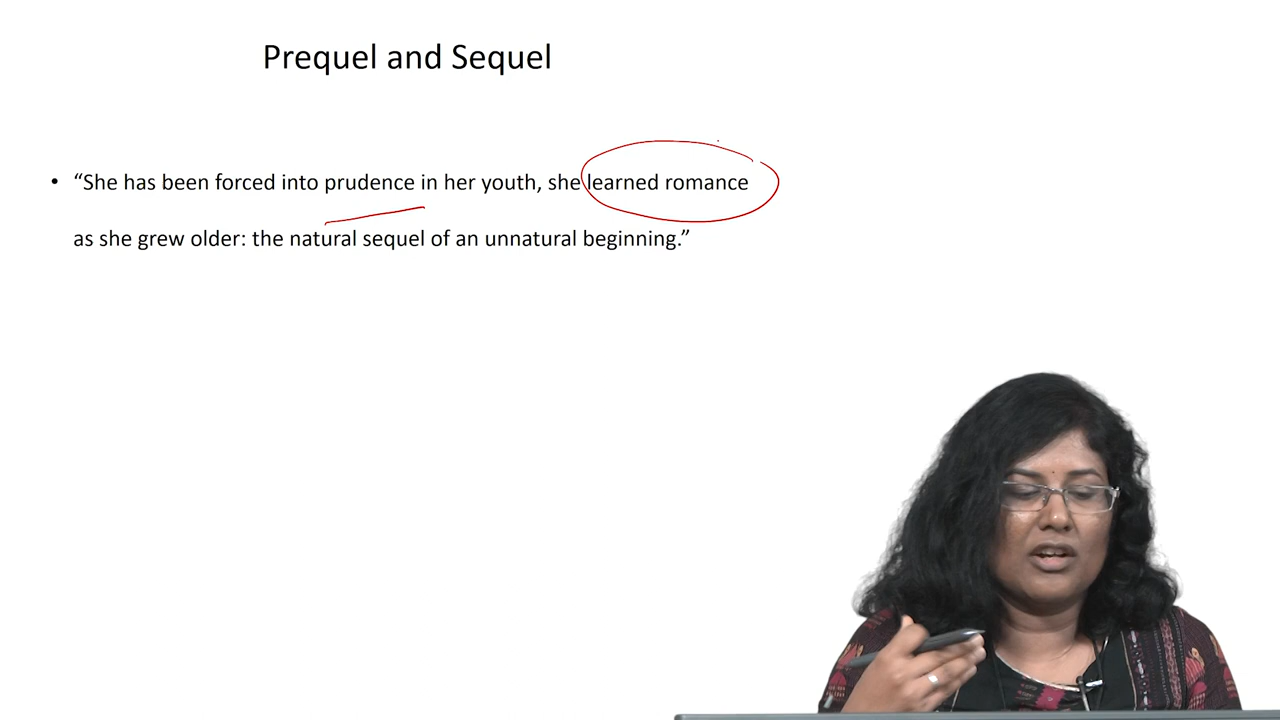 Prequel and Sequel
• “She has been forced into prudence in her youth, she learned romance
as she grew older: the natural sequel of an unnatural beginning.”